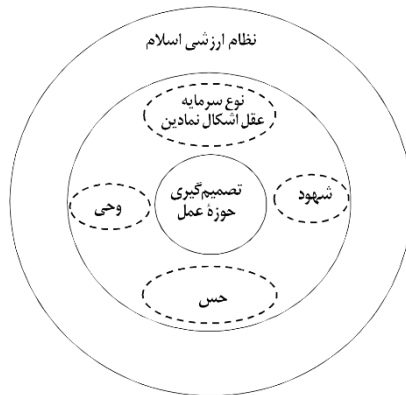 نظام ارزشی اسلام
نوع سرمایه
عقل اشکال نمادین
تصمیم‌گیری
حوزهٔ عمل
شهود
وحی
حس